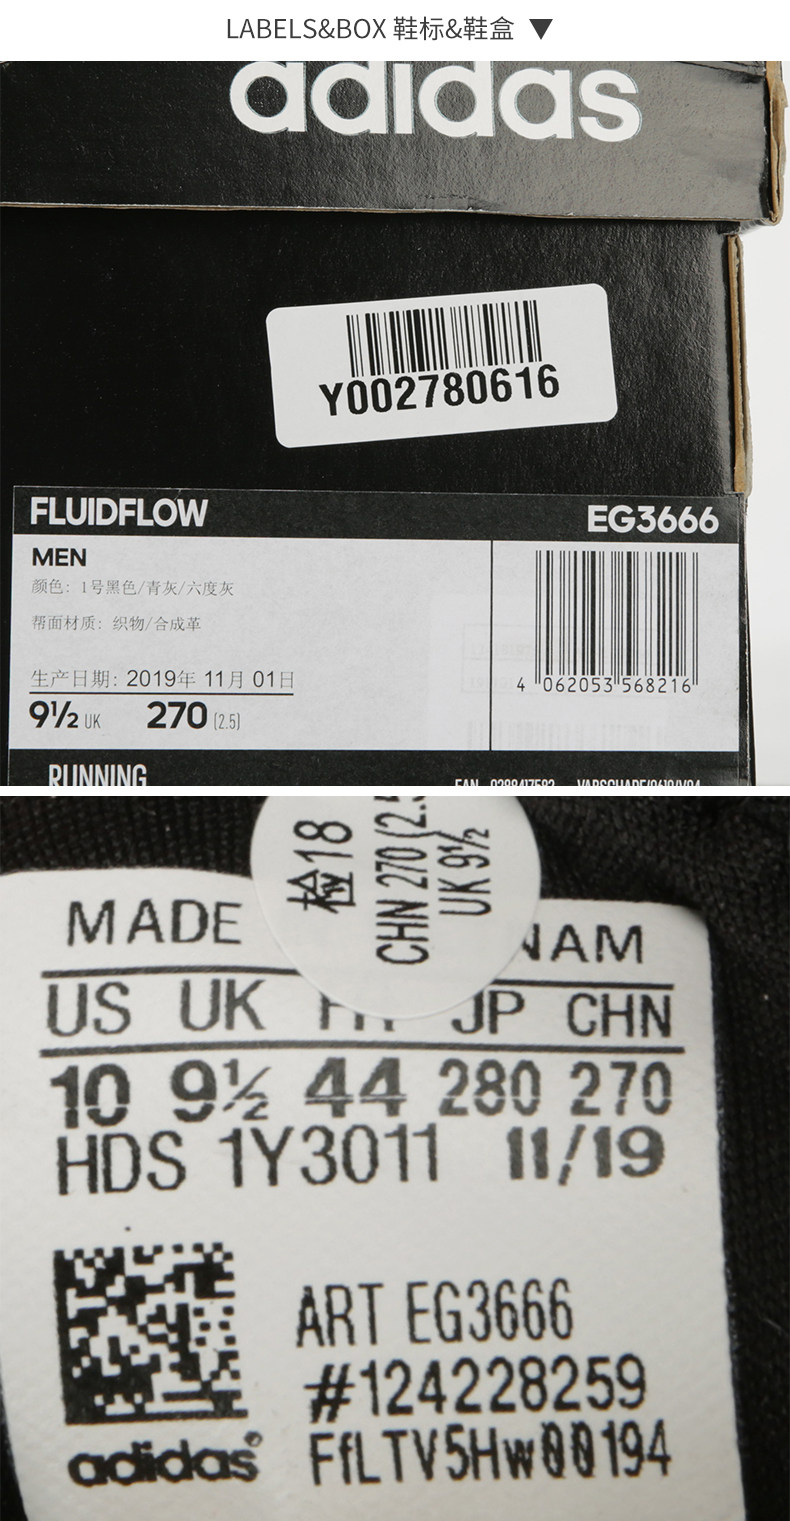 LABELS&BOX 鞋标&鞋盒 ▼
adidas
Y002780616
FLUIDFLOW
EG3666
MEN
颜色: 1号黑色/青灰/六度灰
帮面材质: 织物/合成革
生产日期: 2019年 11月 01日
9½ UK 270 (2.5)
4 062053 568216
RUNNING
检18
CHN 270 (2.5
UK 9½
MADE NAM
US UK JP CHN
10 9½ 44 280 270
HDS 1Y3011 11/19
ART EG3666
#124228259
adidas
FfLTV5Hw00194